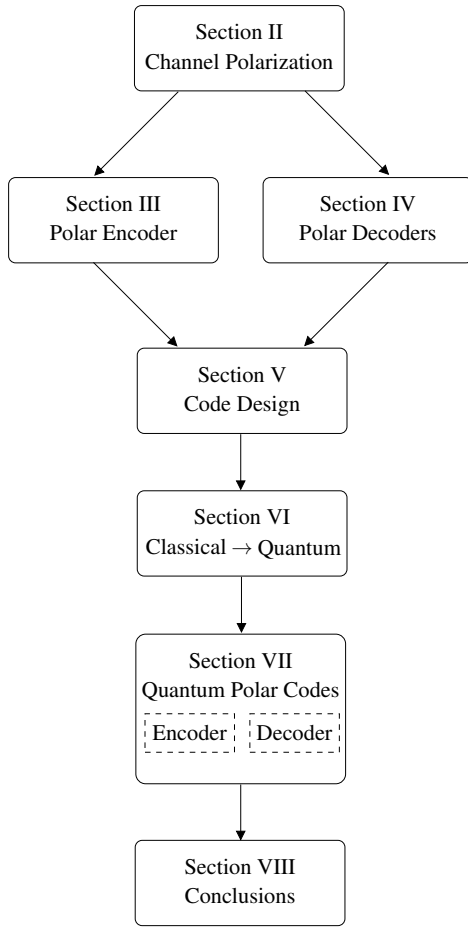 Section II
Channel Polarization
Section III
Polar Encoder
Section IV
Polar Decoders
Section V
Code Design
Section VI
Classical → Quantum
Section VII
Quantum Polar Codes
Encoder
Decoder
Section VIII
Conclusions